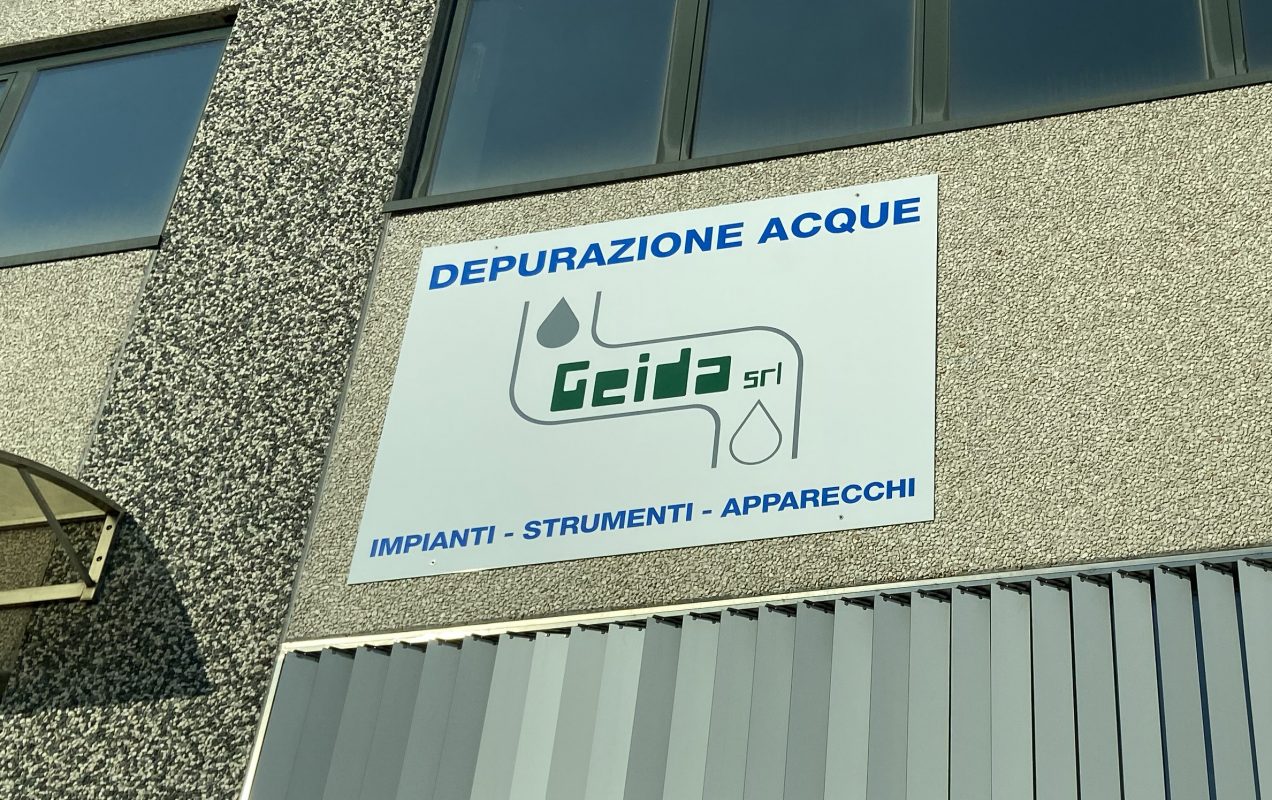 DEPURAZIONE ACQUE
Geida srl
IMPIANTI - STRUMENTI - APPARECCHI